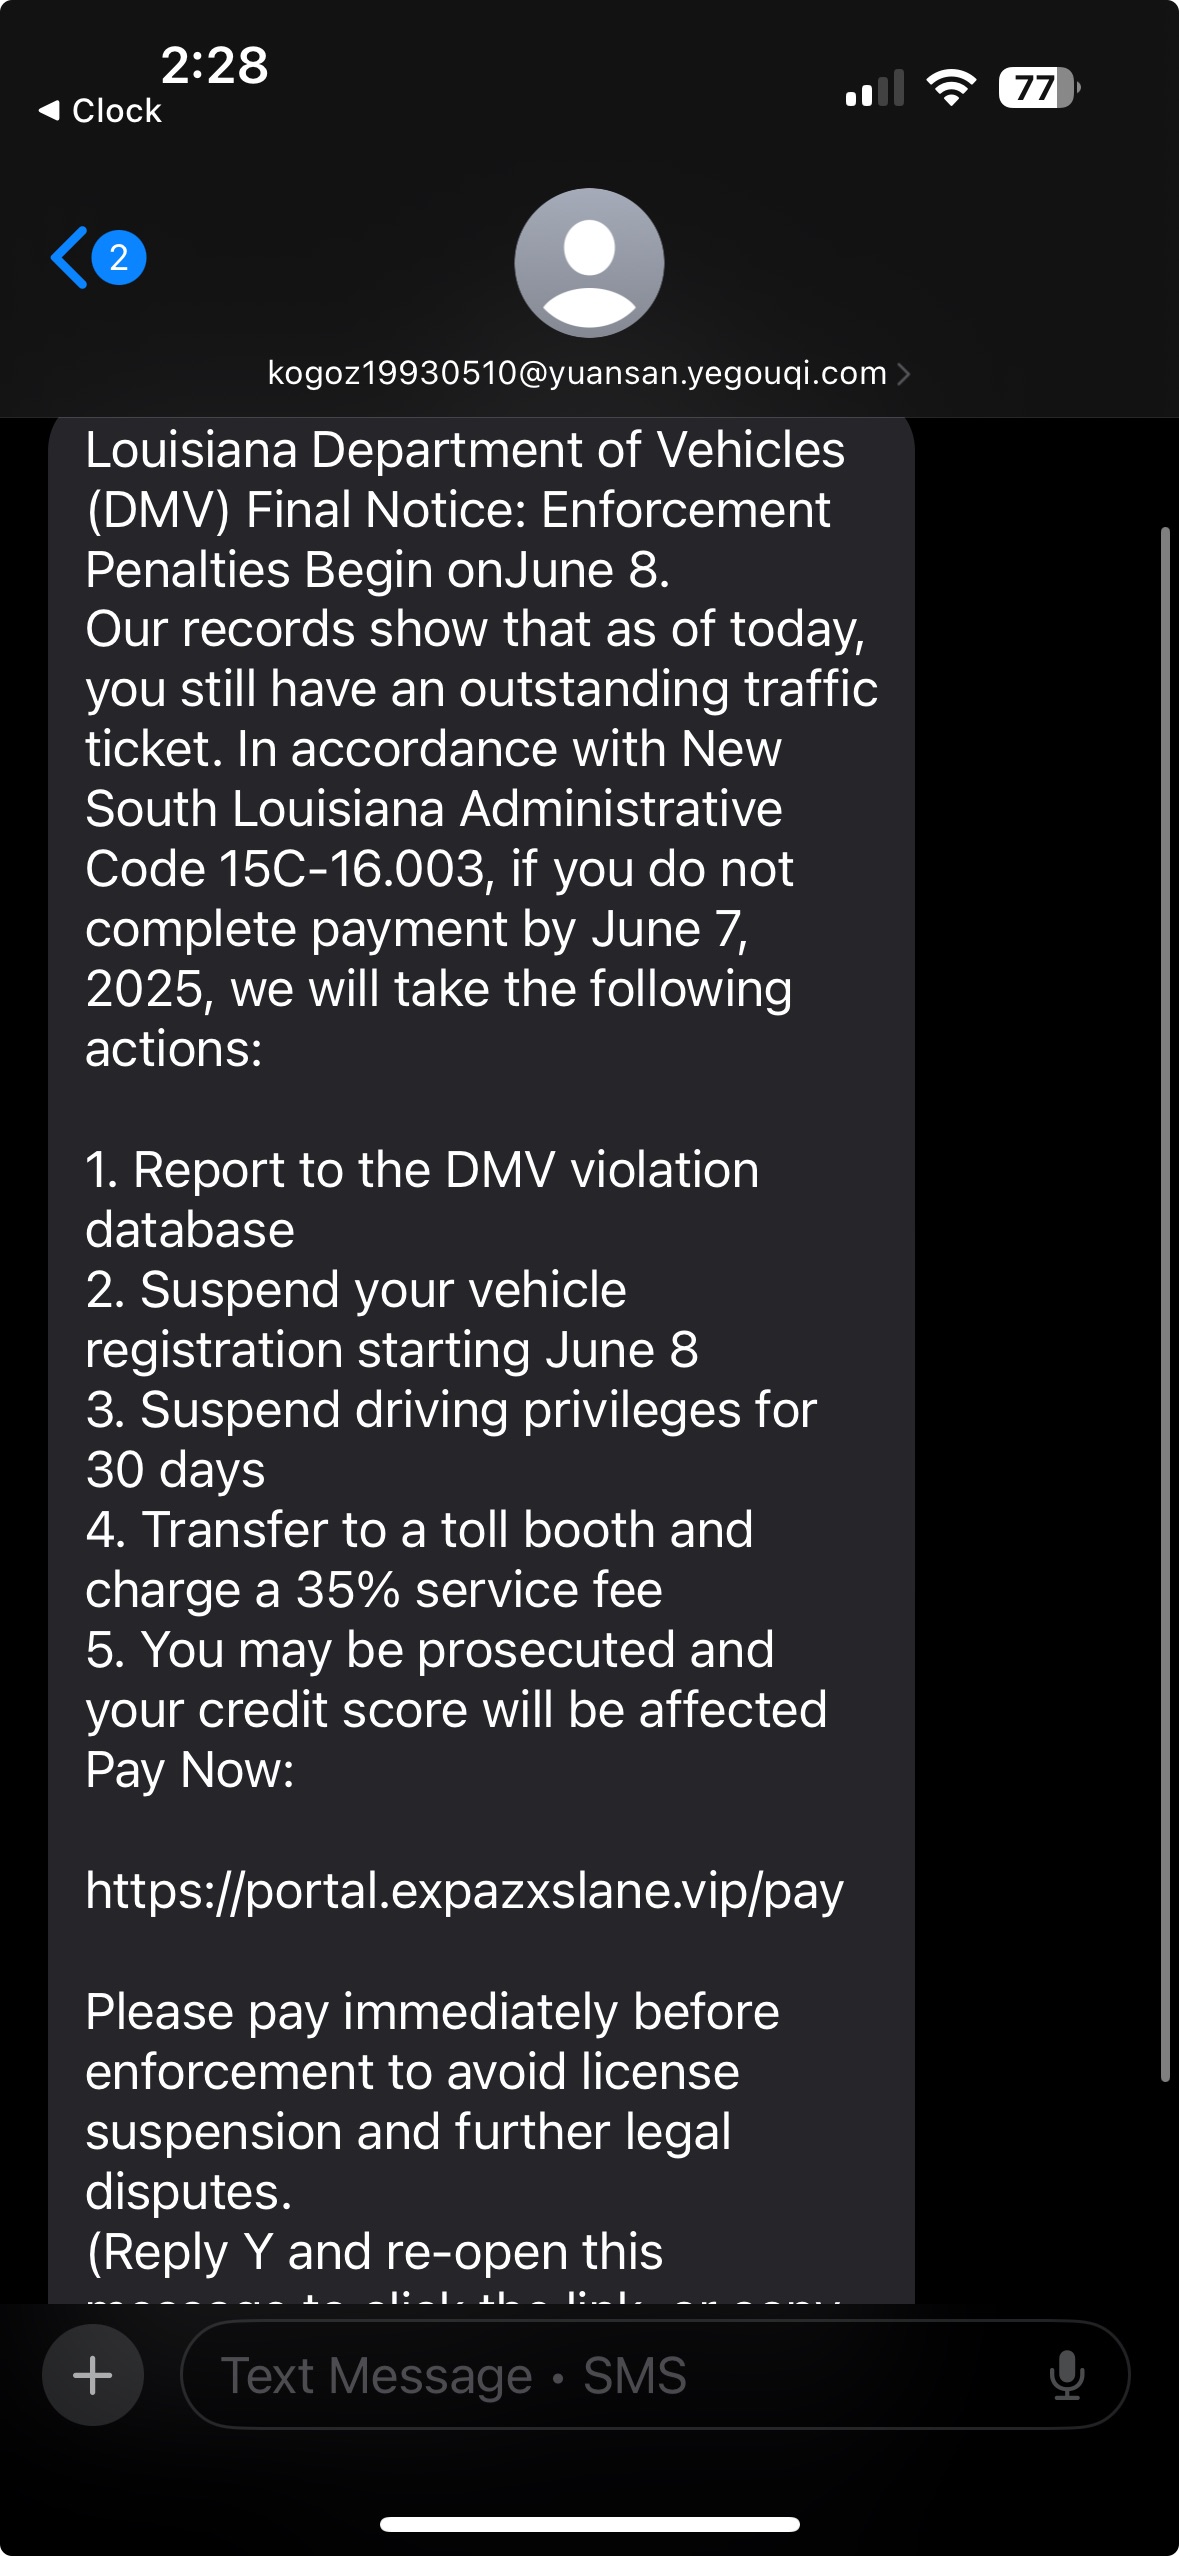 2:28
Clock
77
2
kogoz19930510@yuansan.yegouqi.com
Louisiana Department of Vehicles
(DMV) Final Notice: Enforcement
Penalties Begin onJune 8.
Our records show that as of today,
you still have an outstanding traffic
ticket. In accordance with New
South Louisiana Administrative
Code 15C-16.003, if you do not
complete payment by June 7,
2025, we will take the following
actions:
1. Report to the DMV violation
database
2. Suspend your vehicle
registration starting June 8
3. Suspend driving privileges for
30 days
4. Transfer to a toll booth and
charge a 35% service fee
5. You may be prosecuted and
your credit score will be affected
Pay Now:
https://portal.expazxslane.vip/pay
Please pay immediately before
enforcement to avoid license
suspension and further legal
disputes.
(Reply Y and re-open this
message to click the link, or copy
Text Message • SMS